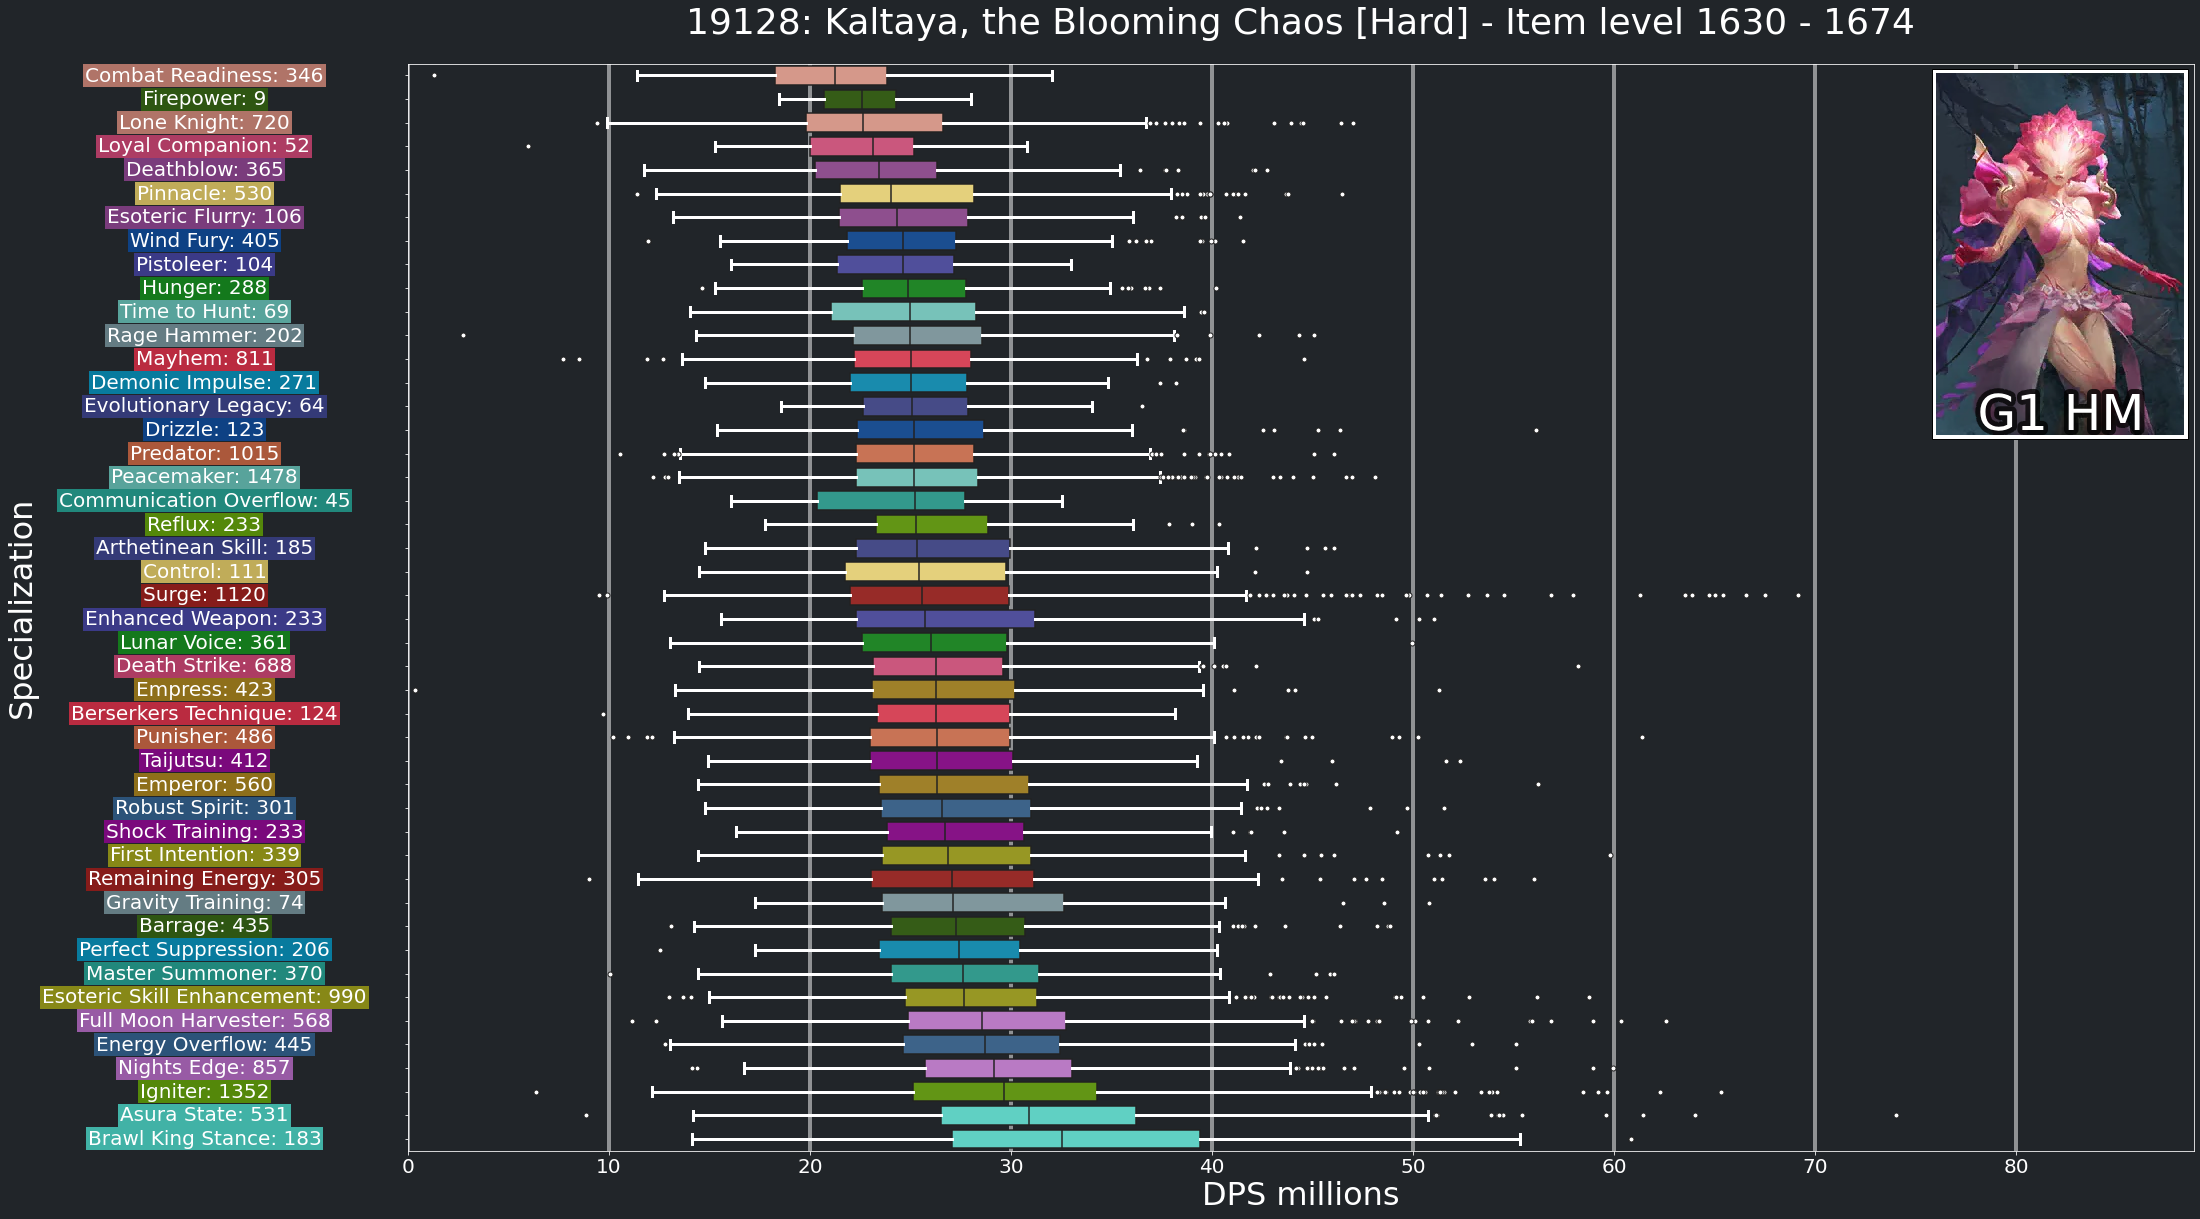 19128: Kaltaya, the Blooming Chaos [Hard] - Item level 1630 - 1674
Combat Readiness: 346
Firepower: 9
Lone Knight: 720
Loyal Companion: 52
Deathblow: 365
Pinnacle: 530
Esoteric Flurry: 106
Wind Fury: 405
Pistoleer: 104
Hunger: 288
Time to Hunt: 69
Rage Hammer: 202
Mayhem: 811
Demonic Impulse: 271
Evolutionary Legacy: 64
Drizzle: 123
Predator: 1015
Peacemaker: 1478
Communication Overflow: 45
Reflux: 233
Arthetinean Skill: 185
Control: 111
Surge: 1120
Enhanced Weapon: 233
Lunar Voice: 361
Death Strike: 688
Empress: 423
Berserkers Technique: 124
Punisher: 486
Taijutsu: 412
Emperor: 560
Robust Spirit: 301
Shock Training: 233
First Intention: 339
Remaining Energy: 305
Gravity Training: 74
Barrage: 435
Perfect Suppression: 206
Master Summoner: 370
Esoteric Skill Enhancement: 990
Full Moon Harvester: 568
Energy Overflow: 445
Nights Edge: 857
Igniter: 1352
Asura State: 531
Brawl King Stance: 183
Specialization
G1 HM
0 10 20 30 40 50 60 70 80
DPS millions